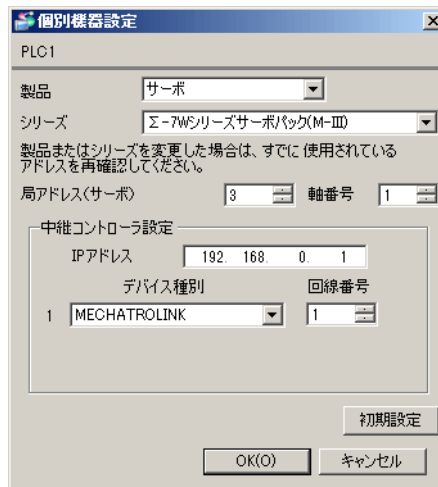 個別機器設定
PLC1
製品 サーボ
シリーズ Σ-7Wシリーズサーボパック(M-Ⅲ)
製品またはシリーズを変更した場合は、すでに使用されている
アドレスを再確認してください。
局アドレス(サーボ) 3 軸番号 1
中継コントローラ設定
IPアドレス 192. 168. 0. 1
デバイス種別 回線番号
1 MECHATROLINK 1
初期設定
OK(O) キャンセル